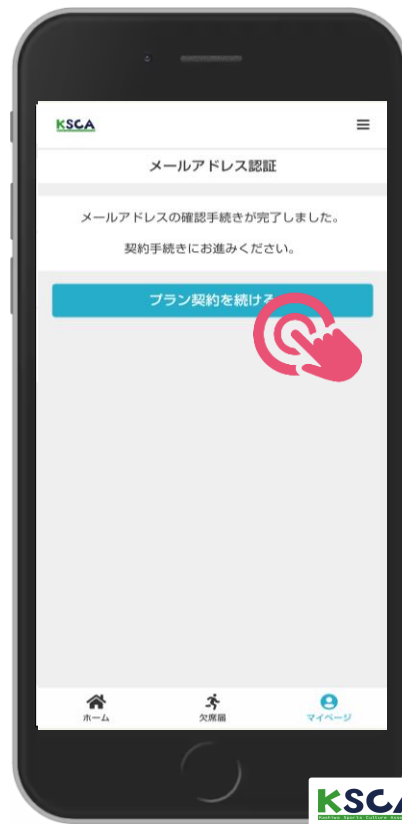 KSCA
メールアドレス認証
メールアドレスの確認手続きが完了しました。
契約手続きにお進みください。
プラン契約を続ける
ホーム
欠席届
マイページ
KSCA